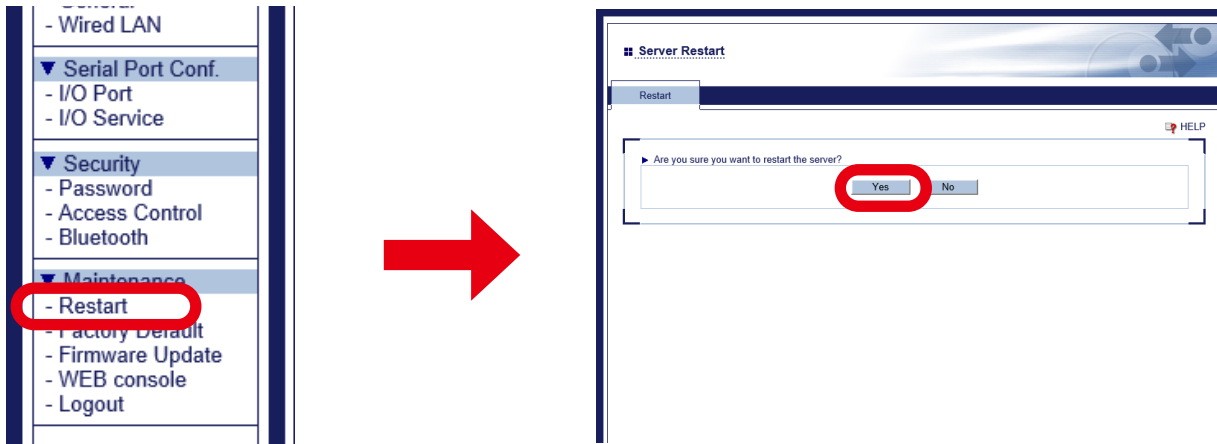 General
- Wired LAN
▼ Serial Port Conf.
- I/O Port
- I/O Service
▼ Security
- Password
- Access Control
- Bluetooth
▼ Maintenance
- Restart
- Factory Default
- Firmware Update
- WEB console
- Logout
Server Restart
Restart
HELP
Are you sure you want to restart the server?
Yes No